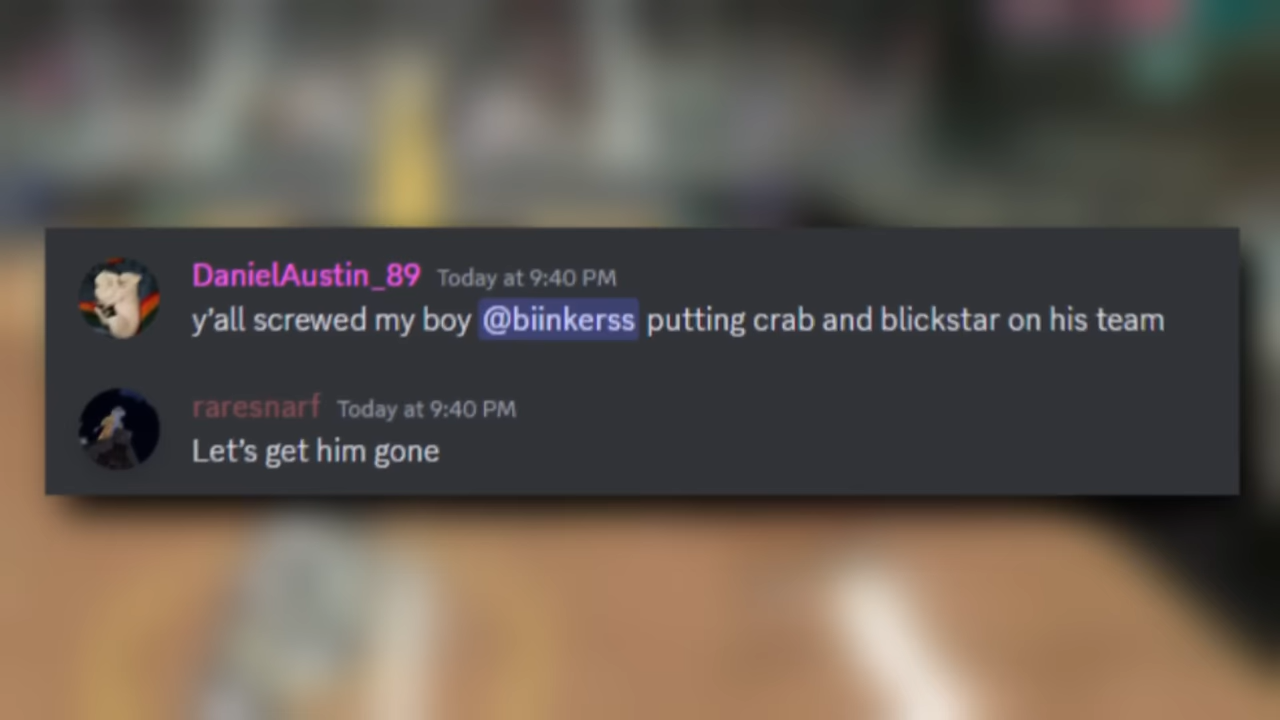 DanielAustin_89 Today at 9:40 PM
y'all screwed my boy @biinkerss putting crab and blickstar on his team
raresnarf Today at 9:40 PM
Let's get him gone